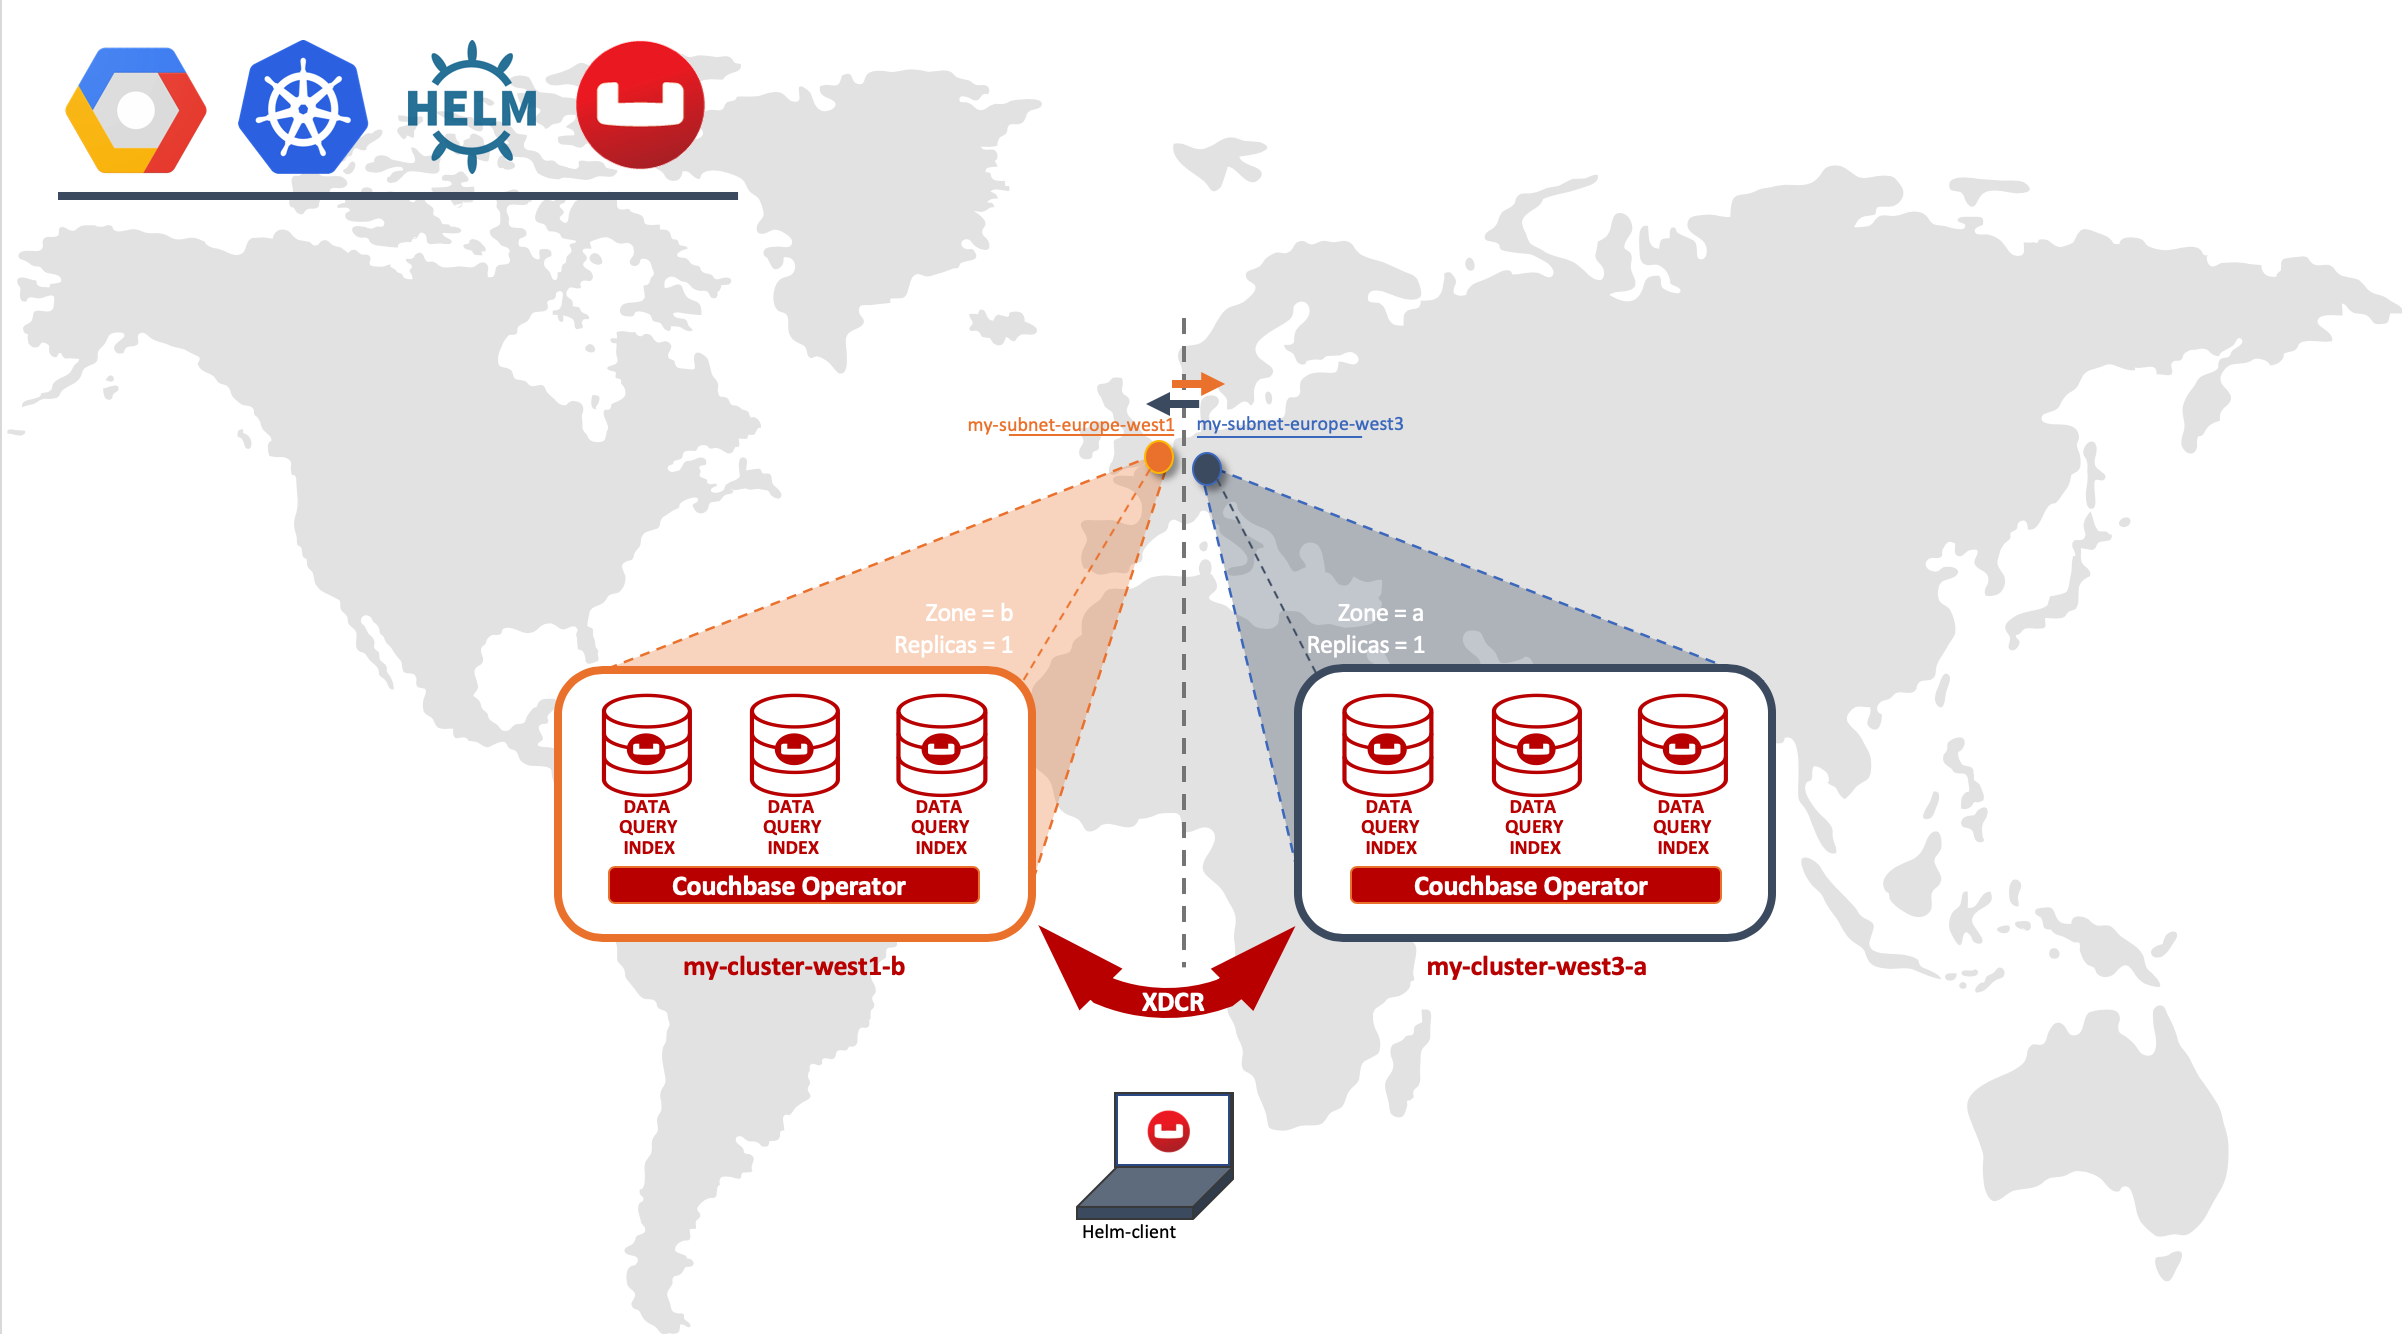 HELM
my-subnet-europe-west1
my-subnet-europe-west3
Zone = b
Replicas = 1
Zone = a
Replicas = 1
DATA
QUERY
INDEX
DATA
QUERY
INDEX
DATA
QUERY
INDEX
Couchbase Operator
my-cluster-west1-b
DATA
QUERY
INDEX
DATA
QUERY
INDEX
DATA
QUERY
INDEX
Couchbase Operator
my-cluster-west3-a
XDCR
Helm-client